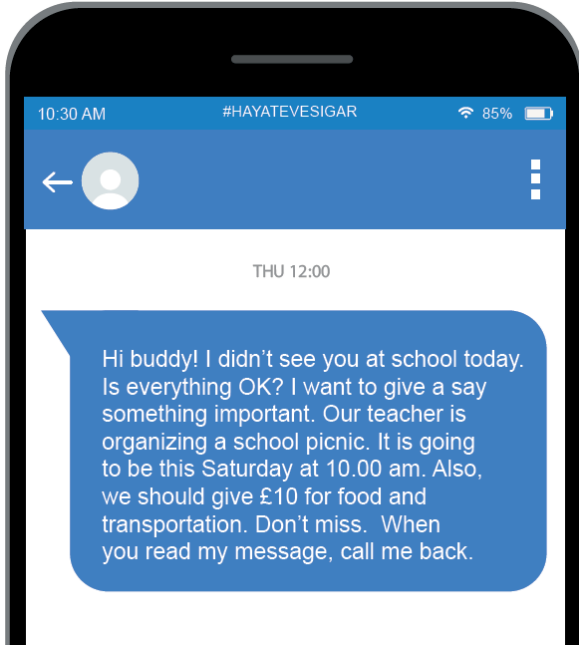 10:30 AM #HAYATEVESIGAR 85%
THU 12:00
Hi buddy! I didn't see you at school today.
Is everything OK? I want to give a say
something important. Our teacher is
organizing a school picnic. It is going
to be this Saturday at 10.00 am. Also,
we should give £10 for food and
transportation. Don't miss.  When
you read my message, call me back.